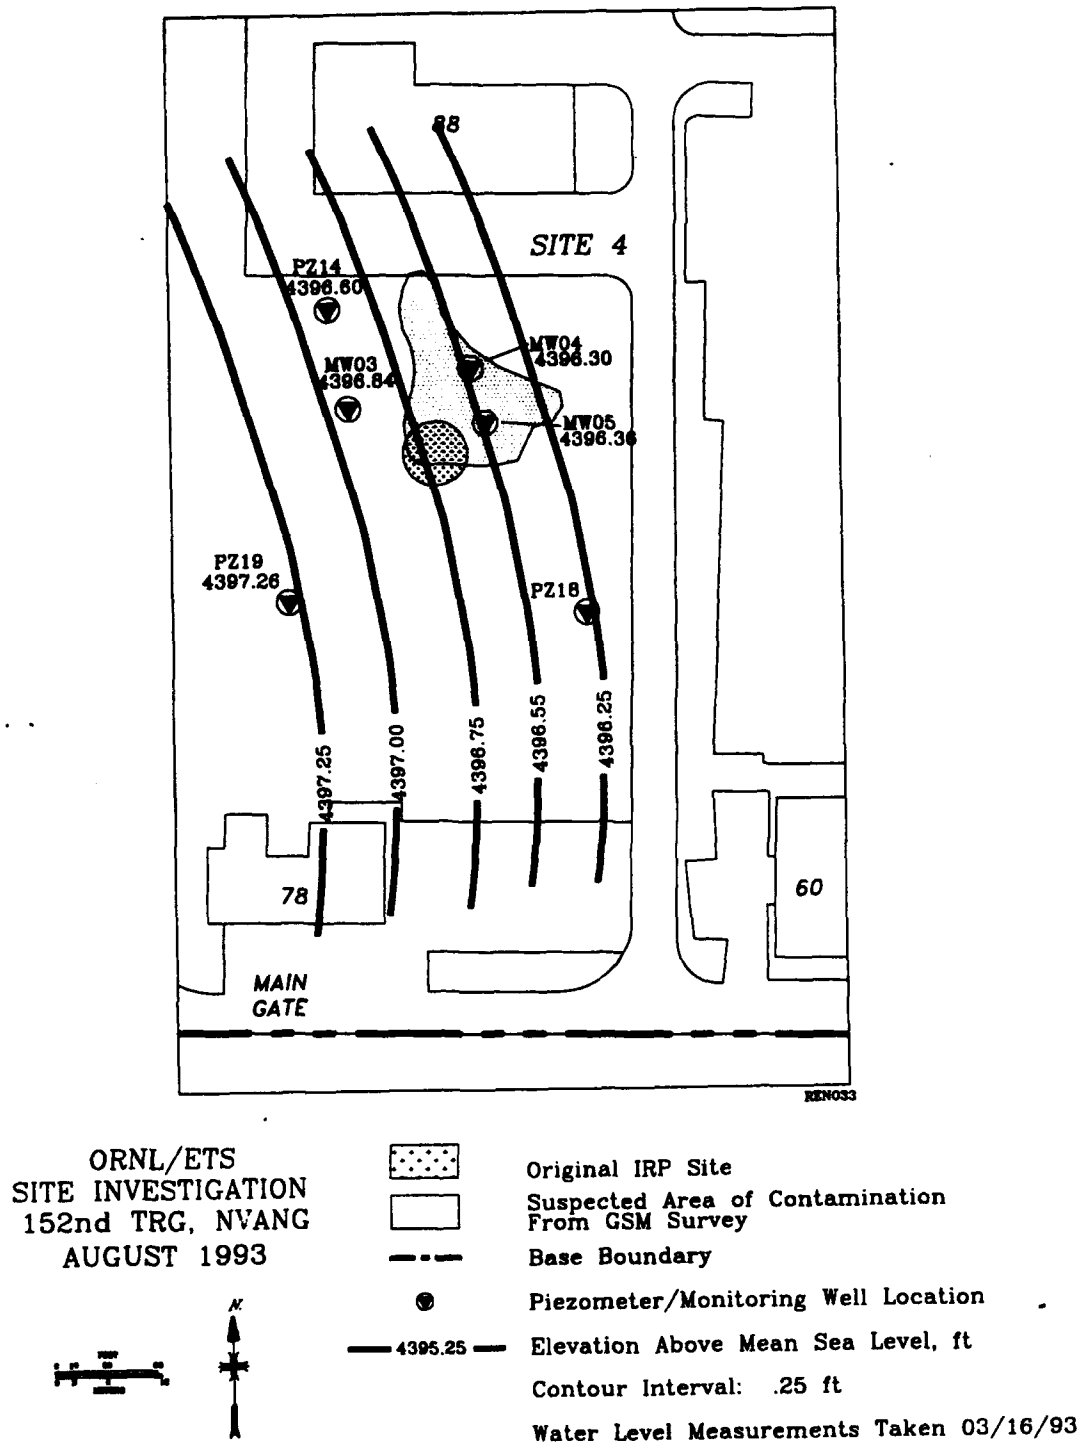 88
SITE 4
PZ14
4396.60
MW04
4396.30
MW03
4396.84
MW05
4396.36
PZ19
4397.26
PZ18
4397.25
4397.00
4396.75
4396.55
4396.25
78
60
MAIN
GATE
REN033
ORNL/ETS
SITE INVESTIGATION
152nd TRG, NVANG
AUGUST 1993
N
Original IRP Site
Suspected Area of Contamination
From GSM Survey
Base Boundary
Piezometer/Monitoring Well Location
4395.25
Elevation Above Mean Sea Level, ft
Contour Interval: .25 ft
Water Level Measurements Taken 03/16/93